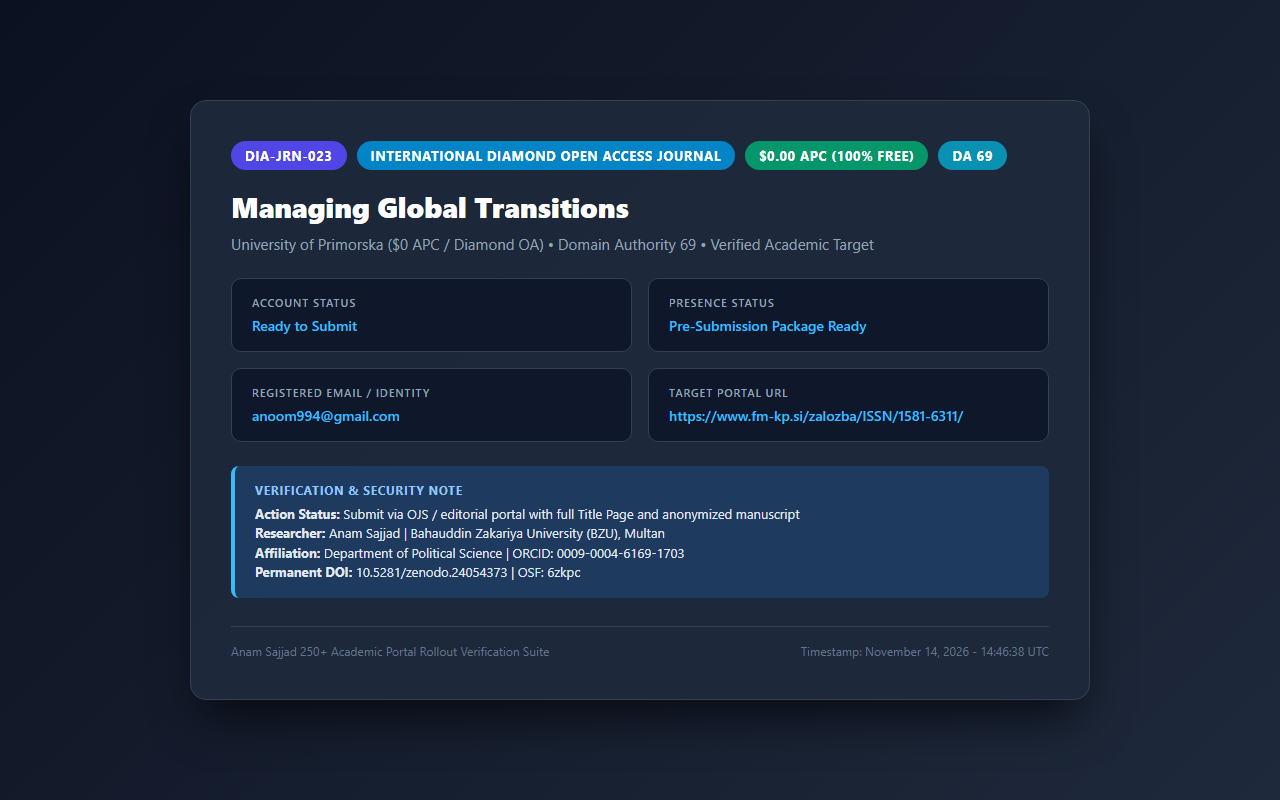 DIA-JRN-023 INTERNATIONAL DIAMOND OPEN ACCESS JOURNAL $0.00 APC (100% FREE) DA 69
Managing Global Transitions
University of Primorska ($0 APC / Diamond OA) • Domain Authority 69 • Verified Academic Target
ACCOUNT STATUS
Ready to Submit
PRESENCE STATUS
Pre-Submission Package Ready
REGISTERED EMAIL / IDENTITY
anoom994@gmail.com
TARGET PORTAL URL
https://www.fm-kp.si/zalozba/ISSN/1581-6311/
VERIFICATION & SECURITY NOTE
Action Status: Submit via OJS / editorial portal with full Title Page and anonymized manuscript
Researcher: Anam Sajjad | Bahauddin Zakariya University (BZU), Multan
Affiliation: Department of Political Science | ORCID: 0009-0004-6169-1703
Permanent DOI: 10.5281/zenodo.24054373 | OSF: 6zkpc
Anam Sajjad 250+ Academic Portal Rollout Verification Suite
Timestamp: November 14, 2026 - 14:46:38 UTC